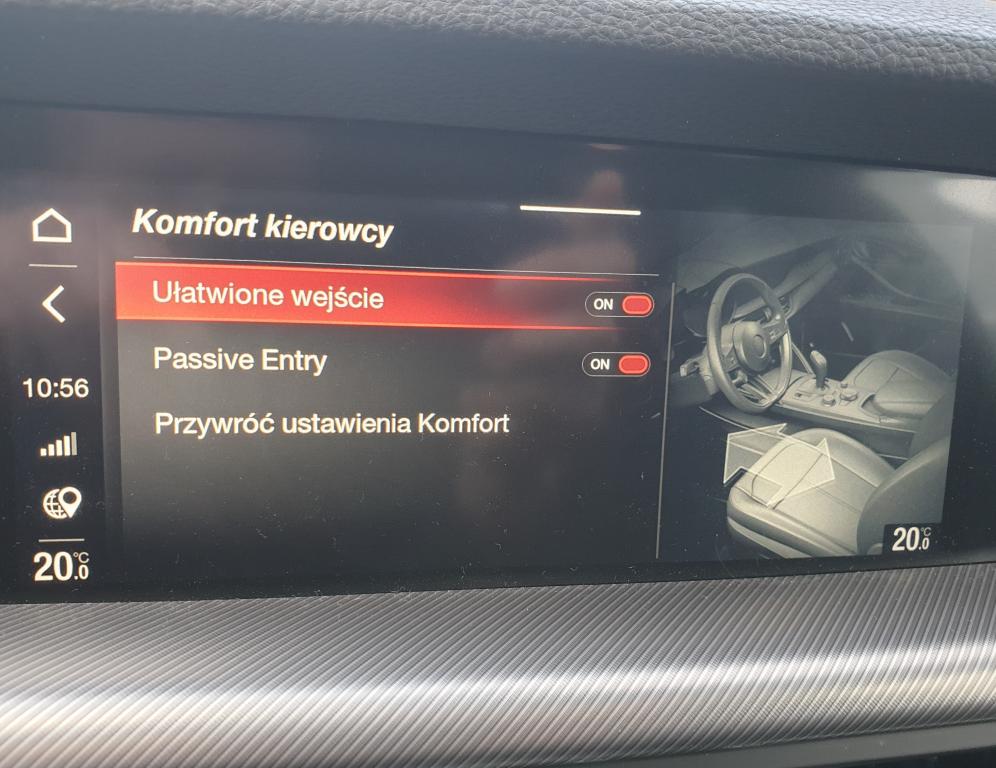 Komfort kierowcy
Ułatwione wejście ON
Passive Entry ON
Przywróć ustawienia Komfort
10:56
20.0 °C
20.0 °C